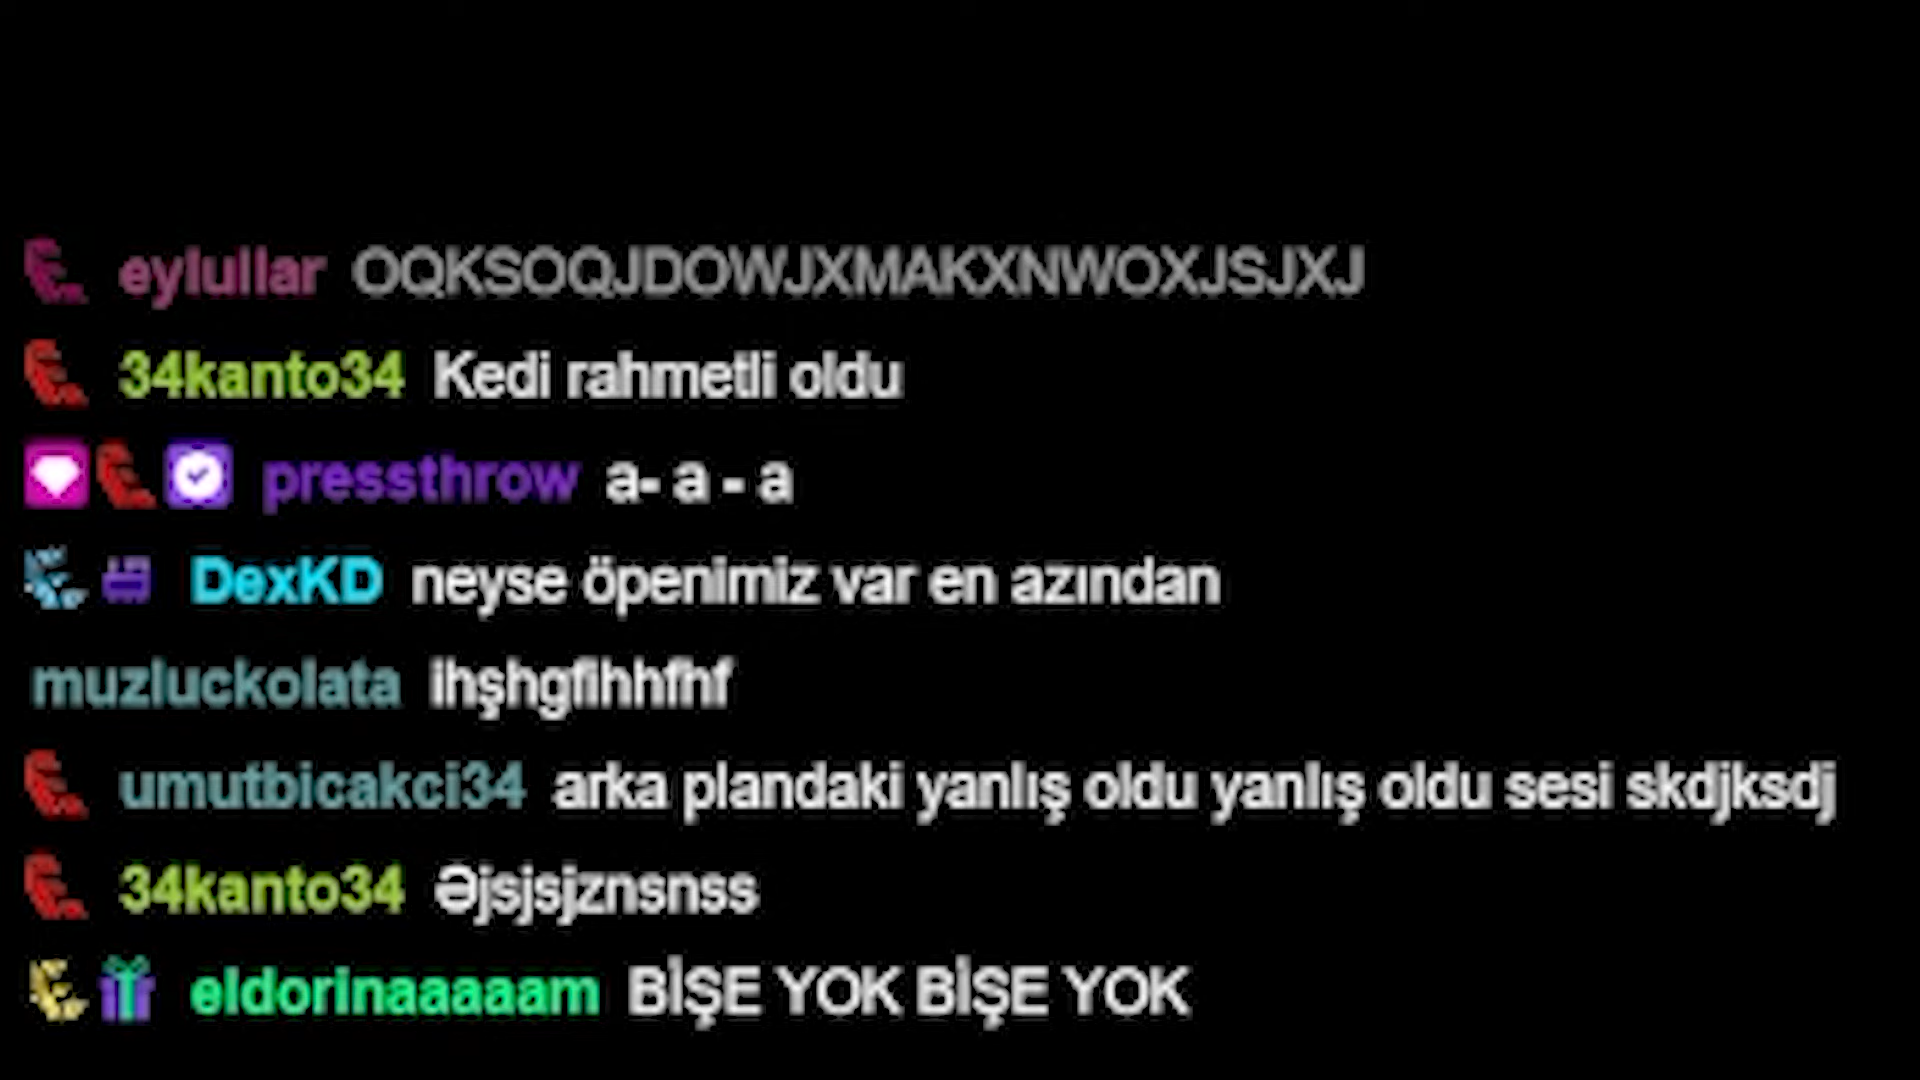 eylullar OQKSOQJDOWJXMAKXNWOXJSJXJ
34kanto34 Kedi rahmetli oldu
pressthrow a- a - a
DexKD neyse öpenimiz var en azından
muzluckolata ihşhgfihhfhf
umutbicakci34 arka plandaki yanlış oldu yanlış oldu sesi skdjksdj
34kanto34 Əjsjsjznsnss
eldorinaaaaam BİŞE YOK BİŞE YOK